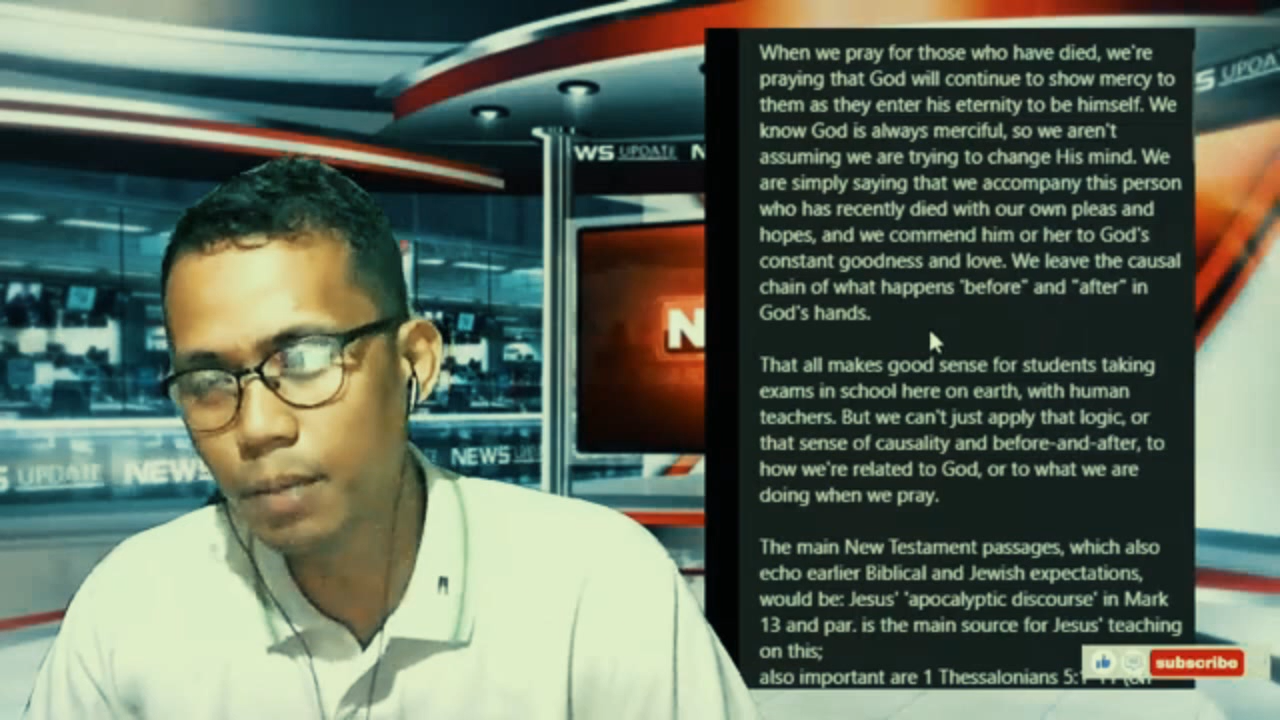 When we pray for those who have died, we're
praying that God will continue to show mercy to
them as they enter his eternity to be himself. We
know God is always merciful, so we aren't
assuming we are trying to change His mind. We
are simply saying that we accompany this person
who has recently died with our own pleas and
hopes, and we commend him or her to God's
constant goodness and love. We leave the causal
chain of what happens "before" and "after" in
God's hands.
That all makes good sense for students taking
exams in school here on earth, with human
teachers. But we can't just apply that logic, or
that sense of causality and before-and-after, to
how we're related to God, or to what we are
doing when we pray.
The main New Testament passages, which also
echo earlier Biblical and Jewish expectations,
would be: Jesus' 'apocalyptic discourse' in Mark
13 and par. is the main source for Jesus' teaching
on this;
also important are 1 Thessalonians 5:
subscribe
WS UPDATE N
N
S UPDATE NEWS
NEWS UP
S UPDA